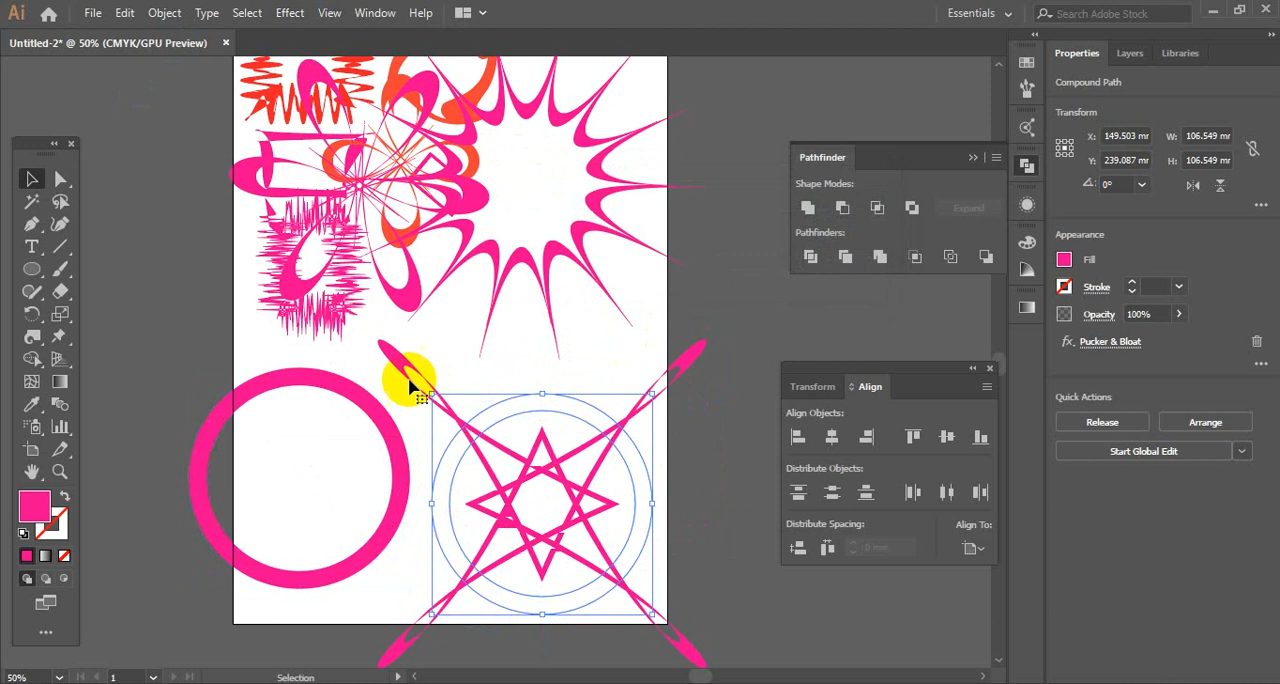 Ai File Edit Object Type Select Effect View Window Help Essentials Search Adobe Stock
Untitled-2* @ 50% (CMYK/GPU Preview) ×
Properties Layers Libraries
Compound Path
Transform
X: 149.503 mr W: 106.549 mr
Y: 239.087 mr H: 106.549 mr
0°
Appearance
Fill
Stroke
Opacity 100%
fx Pucker & Bloat
Quick Actions
Release Arrange
Start Global Edit
Pathfinder
Shape Modes:
Expand
Pathfinders:
Transform Align
Align Objects:
Distribute Objects:
Distribute Spacing: Align To:
0 mm
50% 1 Selection